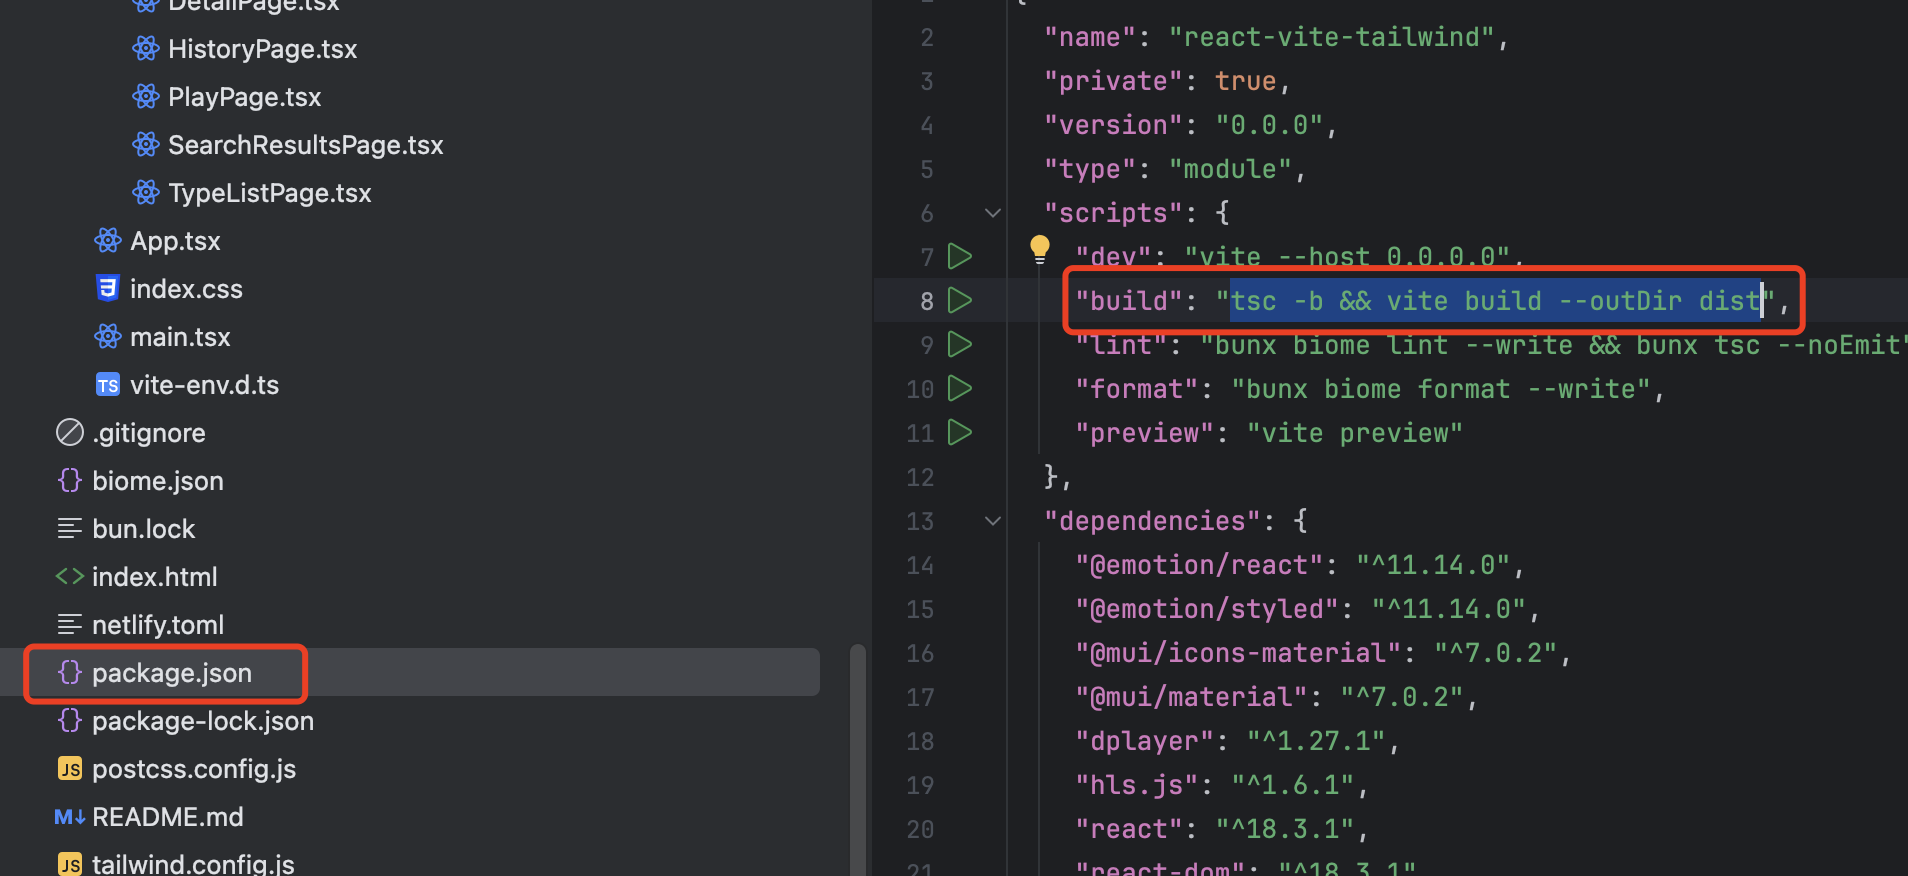 DetailPage.tsx
HistoryPage.tsx
PlayPage.tsx
SearchResultsPage.tsx
TypeListPage.tsx
App.tsx
index.css
main.tsx
TS vite-env.d.ts
.gitignore
{} biome.json
bun.lock
<> index.html
netlify.toml
{} package.json
{} package-lock.json
JS postcss.config.js
M↓ README.md
JS tailwind.config.js
{
2 "name": "react-vite-tailwind",
3 "private": true,
4 "version": "0.0.0",
5 "type": "module",
6 "scripts": {
7 "dev": "vite --host 0.0.0.0",
8 "build": "tsc -b && vite build --outDir dist",
9 "lint": "bunx biome lint --write && bunx tsc --noEmit"
10 "format": "bunx biome format --write",
11 "preview": "vite preview"
12 },
13 "dependencies": {
14 "@emotion/react": "^11.14.0",
15 "@emotion/styled": "^11.14.0",
16 "@mui/icons-material": "^7.0.2",
17 "@mui/material": "^7.0.2",
18 "dplayer": "^1.27.1",
19 "hls.js": "^1.6.1",
20 "react": "^18.3.1",
21 "react-dom": "^18.3.1"